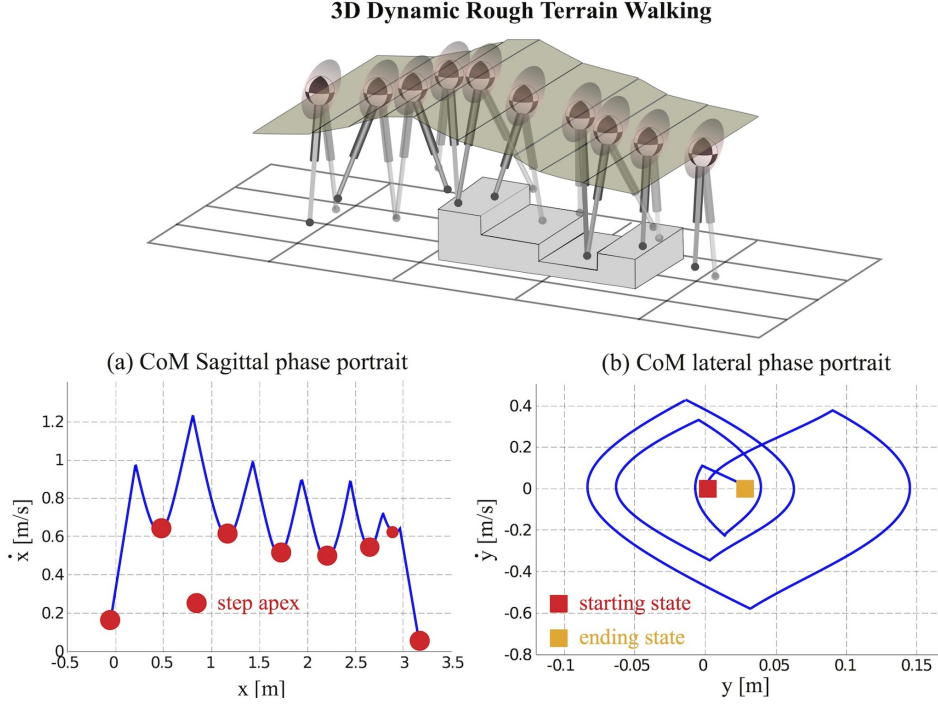 3D Dynamic Rough Terrain Walking
(a) CoM Sagittal phase portrait
1.2
1
0.8
0.6
0.4
0.2
0
ẋ [m/s]
step apex
-0.5
0
0.5
1
1.5
2
2.5
3
3.5
x [m]
(b) CoM lateral phase portrait
0.4
0.2
0
-0.2
-0.4
-0.6
-0.8
ẏ [m/s]
starting state
ending state
-0.1
-0.05
0
0.05
0.1
0.15
y [m]